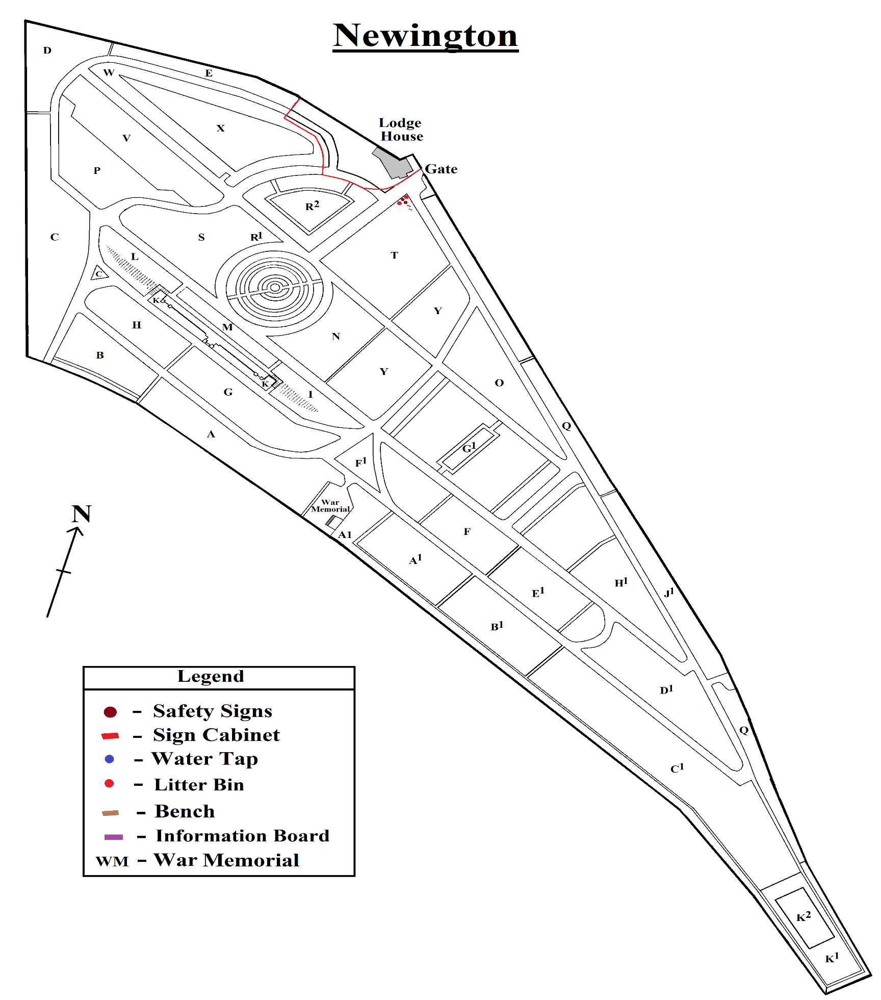 Newington
D
W
E
Lodge
House
X
V
Gate
P
R²
C
S
R¹
L
T
C
K
H
M
Y
N
B
Y
O
K
I
G
Q
A
G¹
F¹
War
Memorial
N
F
A1
A¹
E¹
H¹
J¹
B¹
D¹
Q
C¹
K²
K¹
Legend
– Safety Signs
– Sign Cabinet
– Water Tap
– Litter Bin
– Bench
– Information Board
WM – War Memorial